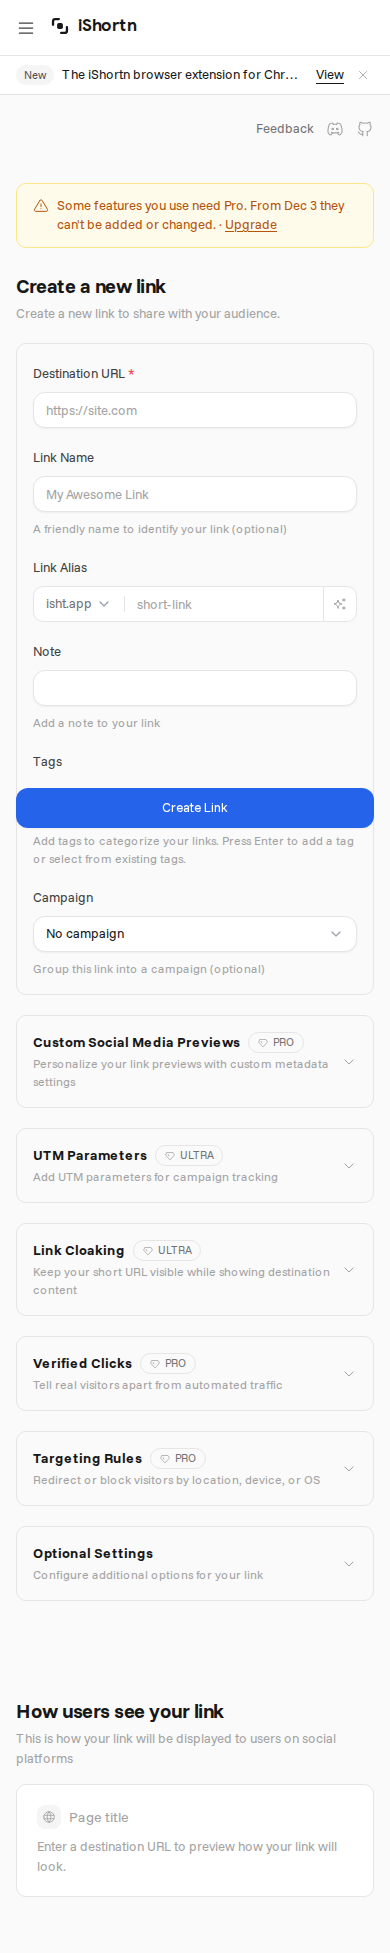 iShortn
New The iShortn browser extension for Chr... View
Feedback
Some features you use need Pro. From Dec 3 they
can't be added or changed. · Upgrade
Create a new link
Create a new link to share with your audience.
Destination URL *
https://site.com
Link Name
My Awesome Link
A friendly name to identify your link (optional)
Link Alias
isht.app short-link
Note
Add a note to your link
Tags
Create Link
Add tags to categorize your links. Press Enter to add a tag
or select from existing tags.
Campaign
No campaign
Group this link into a campaign (optional)
Custom Social Media Previews PRO
Personalize your link previews with custom metadata
settings
UTM Parameters ULTRA
Add UTM parameters for campaign tracking
Link Cloaking ULTRA
Keep your short URL visible while showing destination
content
Verified Clicks PRO
Tell real visitors apart from automated traffic
Targeting Rules PRO
Redirect or block visitors by location, device, or OS
Optional Settings
Configure additional options for your link
How users see your link
This is how your link will be displayed to users on social
platforms
Page title
Enter a destination URL to preview how your link will
look.